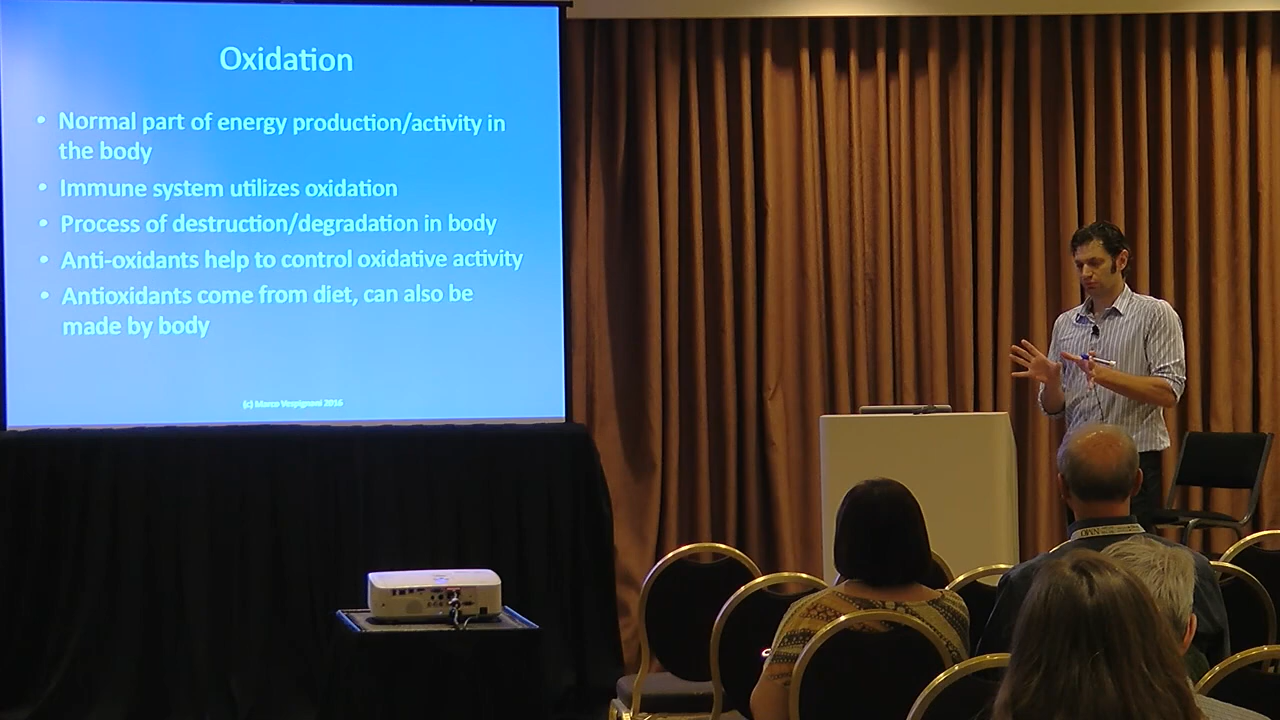 Oxidation
• Normal part of energy production/activity in
the body
• Immune system utilizes oxidation
• Process of destruction/degradation in body
• Anti-oxidants help to control oxidative activity
• Antioxidants come from diet, can also be
made by body
(c) Marco Vespignani 2016